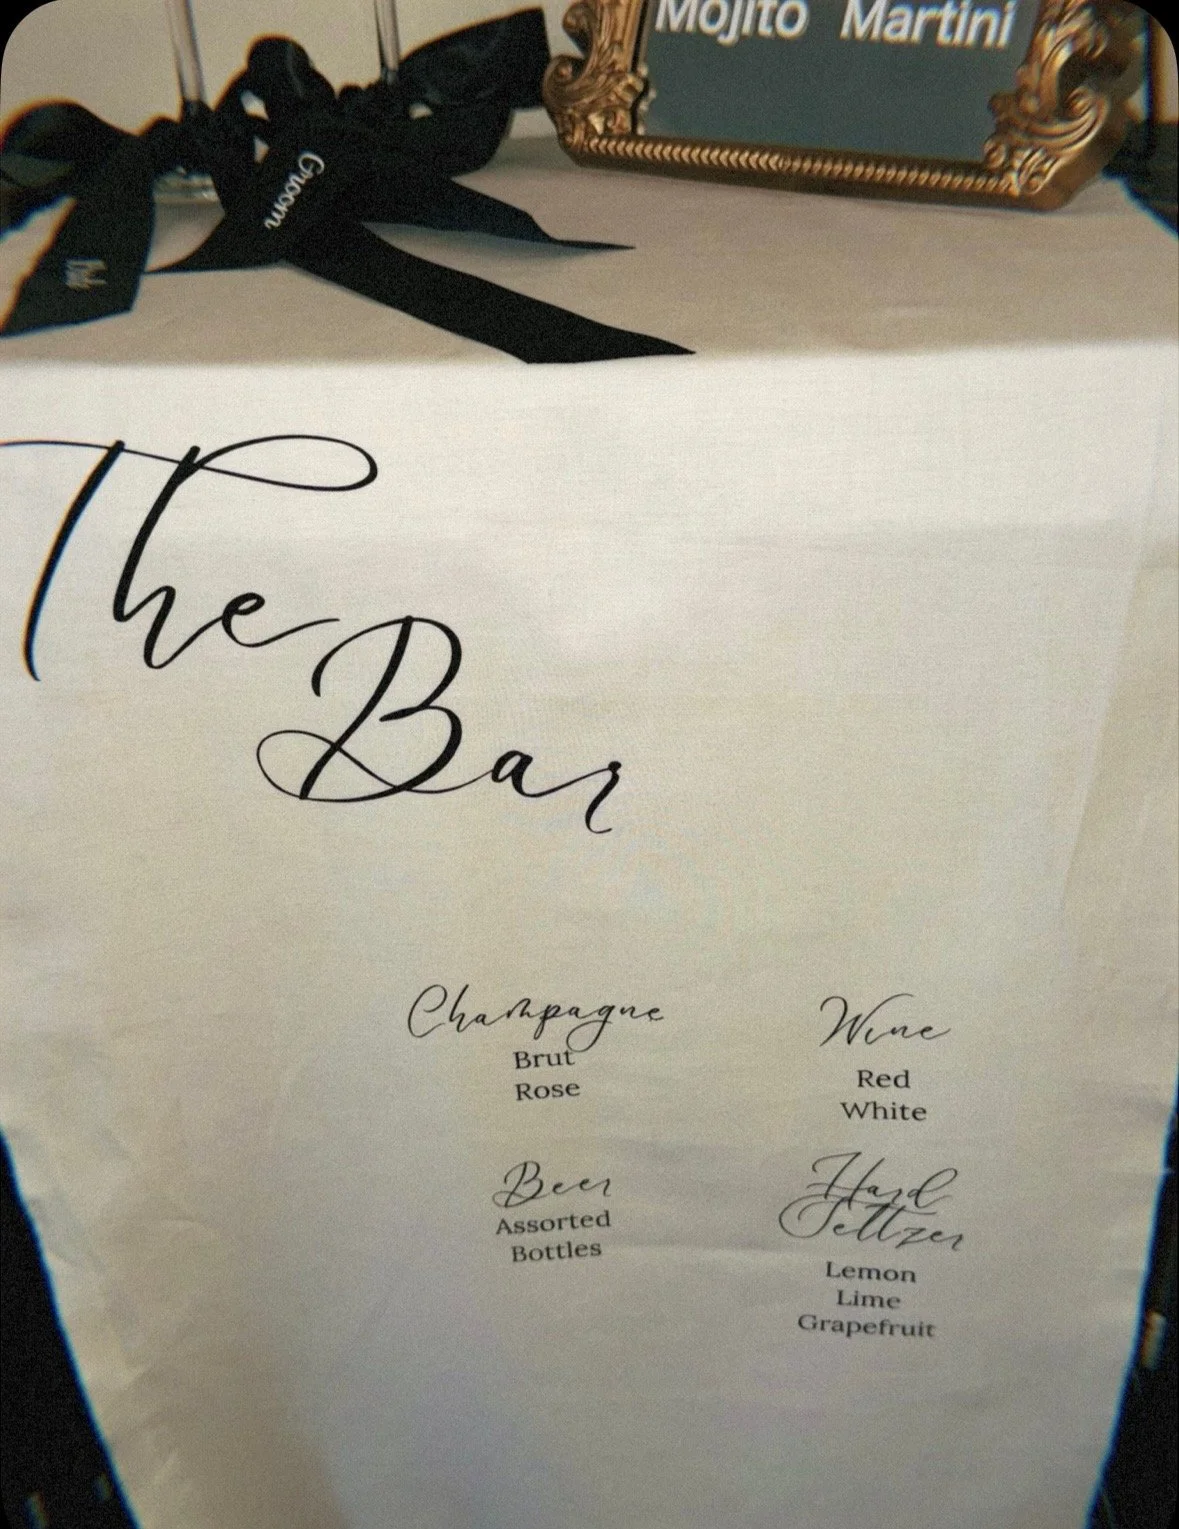 Mojito Martini
Groom
The
Bar
Champagne
Brut
Rose
Wine
Red
White
Beer
Assorted
Bottles
Hard
Seltzer
Lemon
Lime
Grapefruit